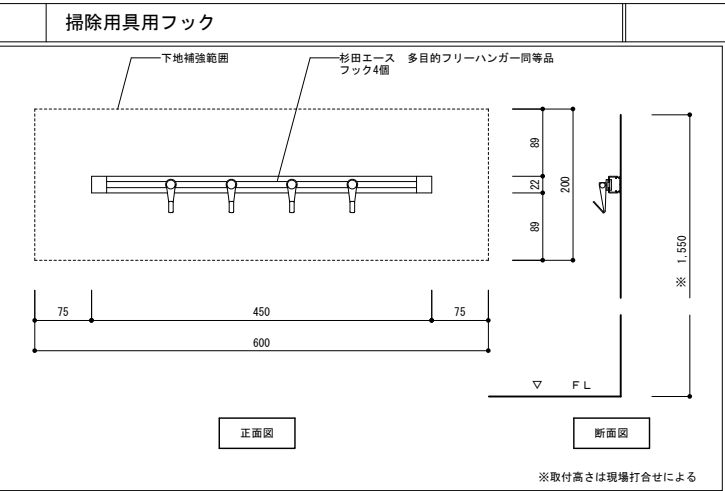 掃除用具用フック
下地補強範囲
杉田エース　多目的フリーハンガー同等品
フック4個
89
22
89
200
※ 1,550
75
450
75
600
▽　ＦＬ
正面図
断面図
※取付高さは現場打合せによる